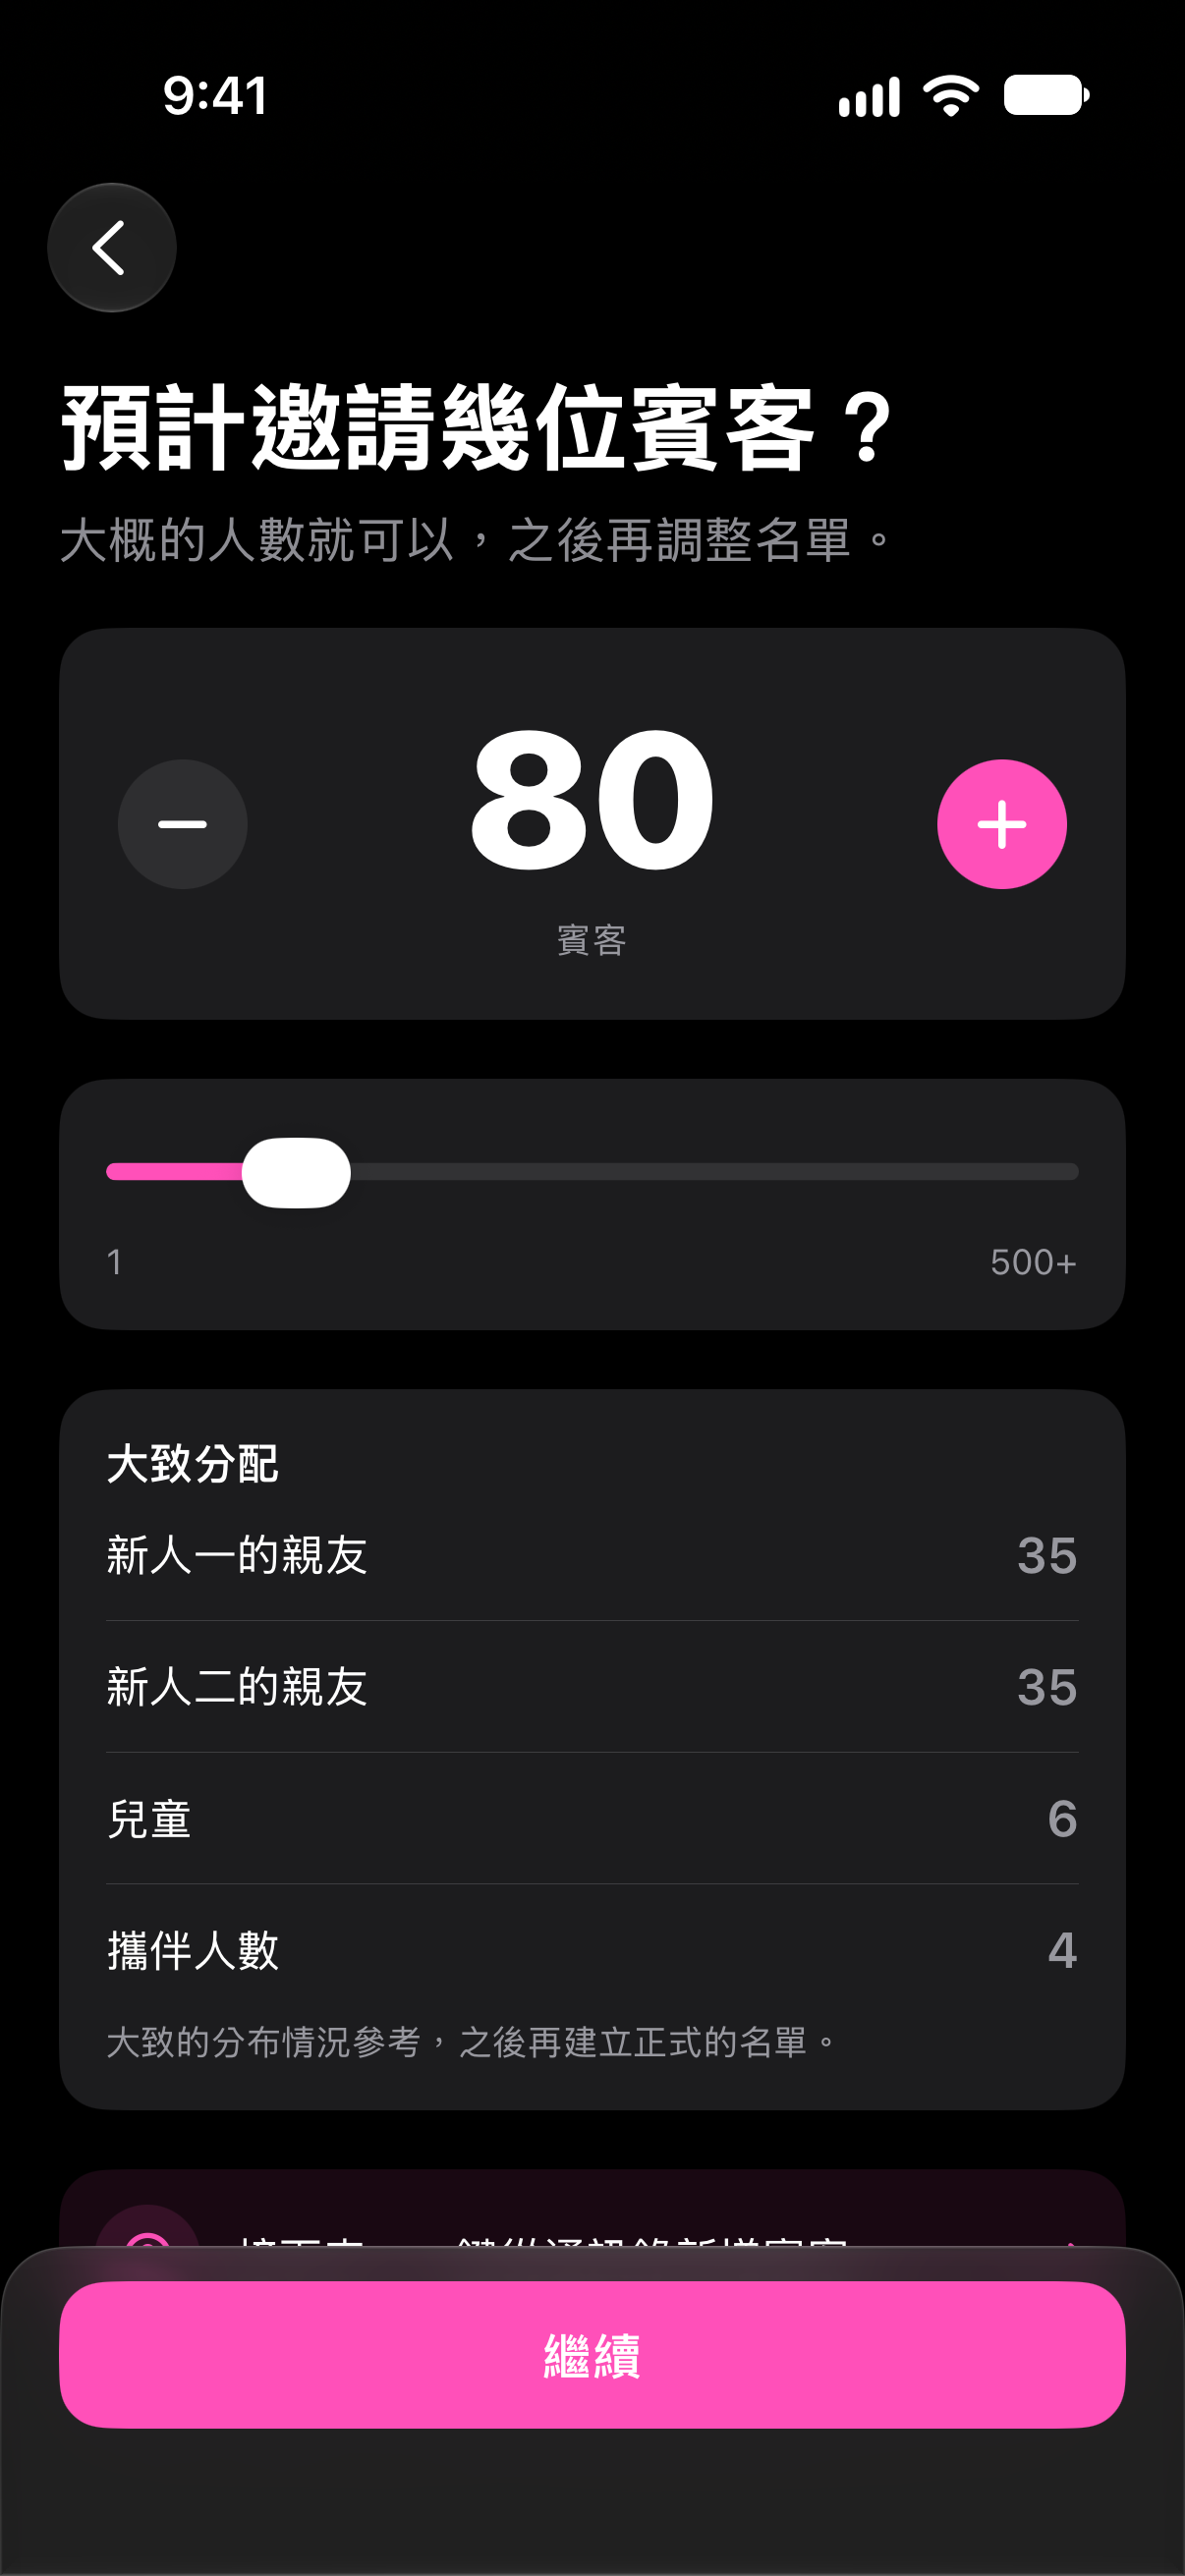 9:41
預計邀請幾位賓客？
大概的人數就可以，之後再調整名單。
80
賓客
1
500+
大致分配
新人一的親友
35
新人二的親友
35
兒童
6
攜伴人數
4
大致的分布情況參考，之後再建立正式的名單。
繼續